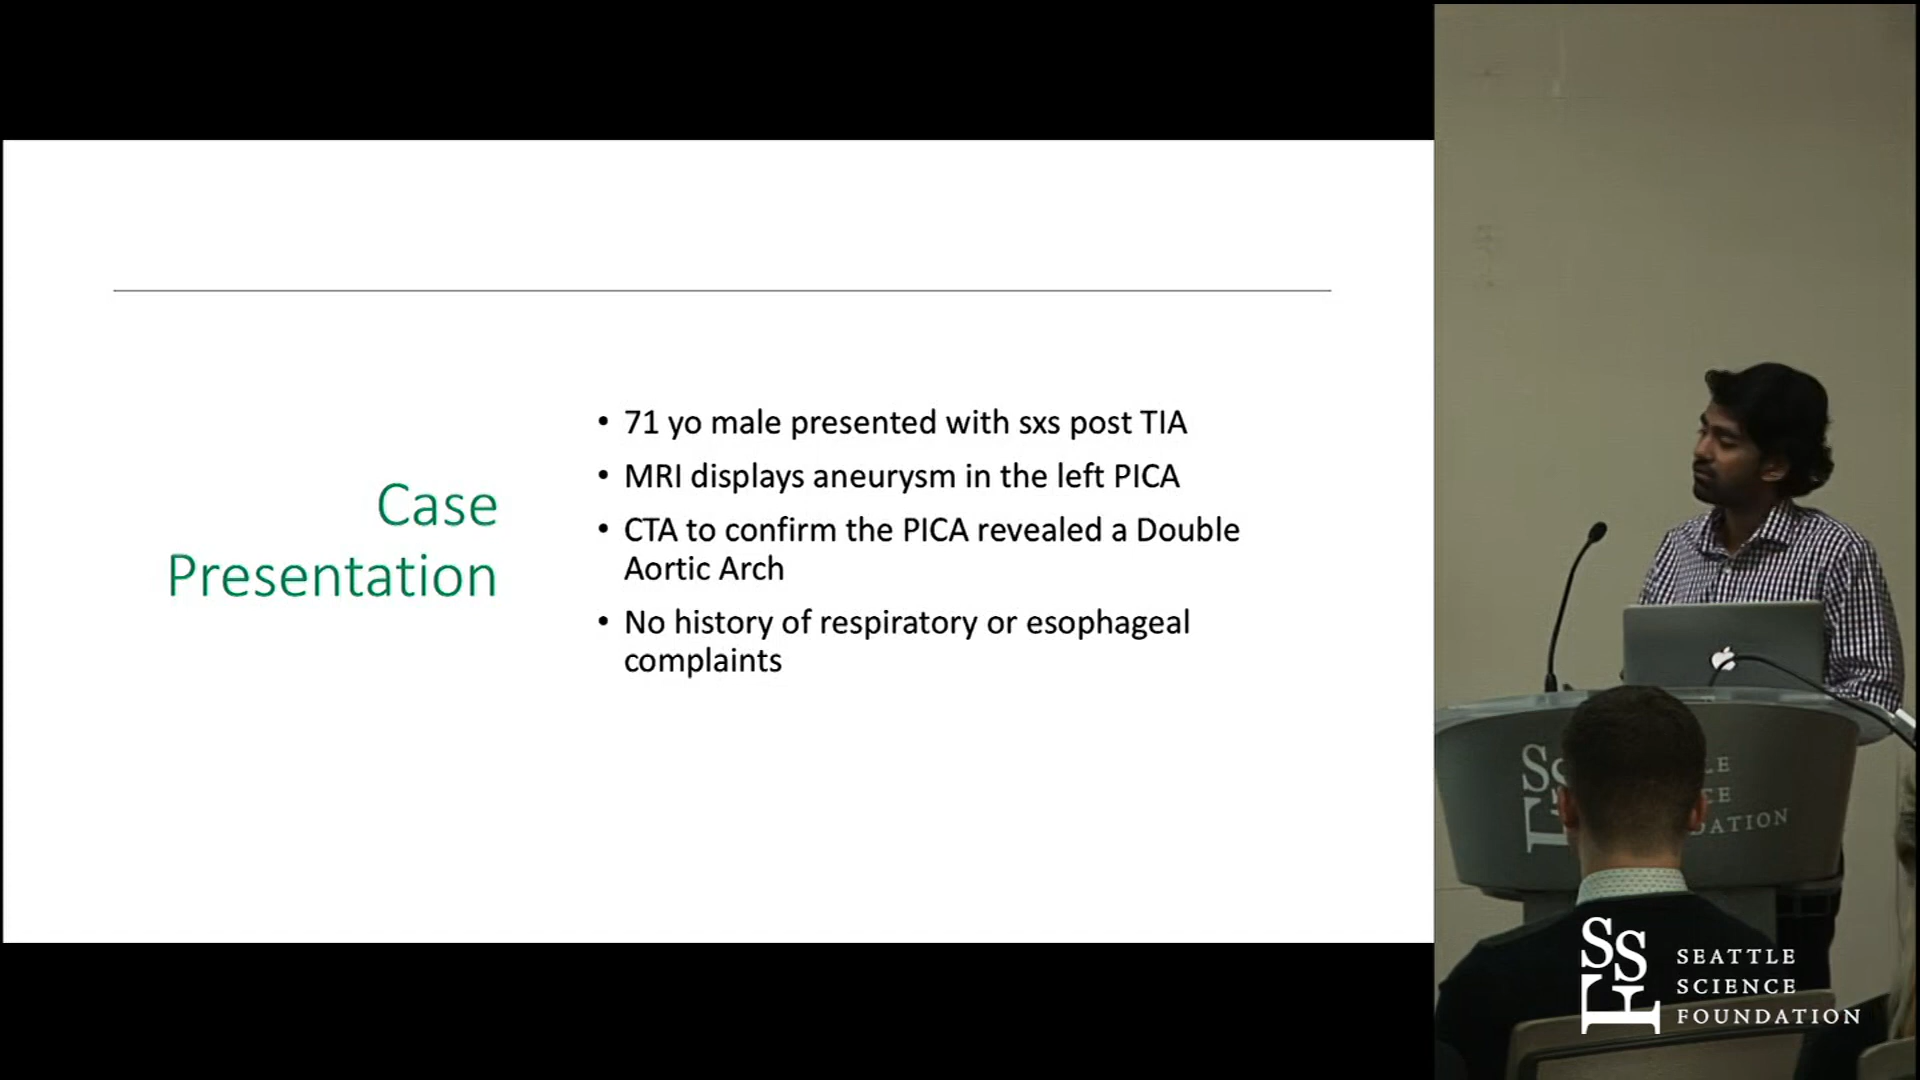 Case
Presentation
• 71 yo male presented with sxs post TIA
• MRI displays aneurysm in the left PICA
• CTA to confirm the PICA revealed a Double
Aortic Arch
• No history of respiratory or esophageal
complaints
SSF
SEATTLE
SCIENCE
FOUNDATION